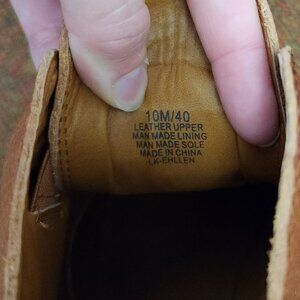 10M/40
LEATHER UPPER
MAN MADE LINING
MAN MADE SOLE
MADE IN CHINA
LK-EHLLEN